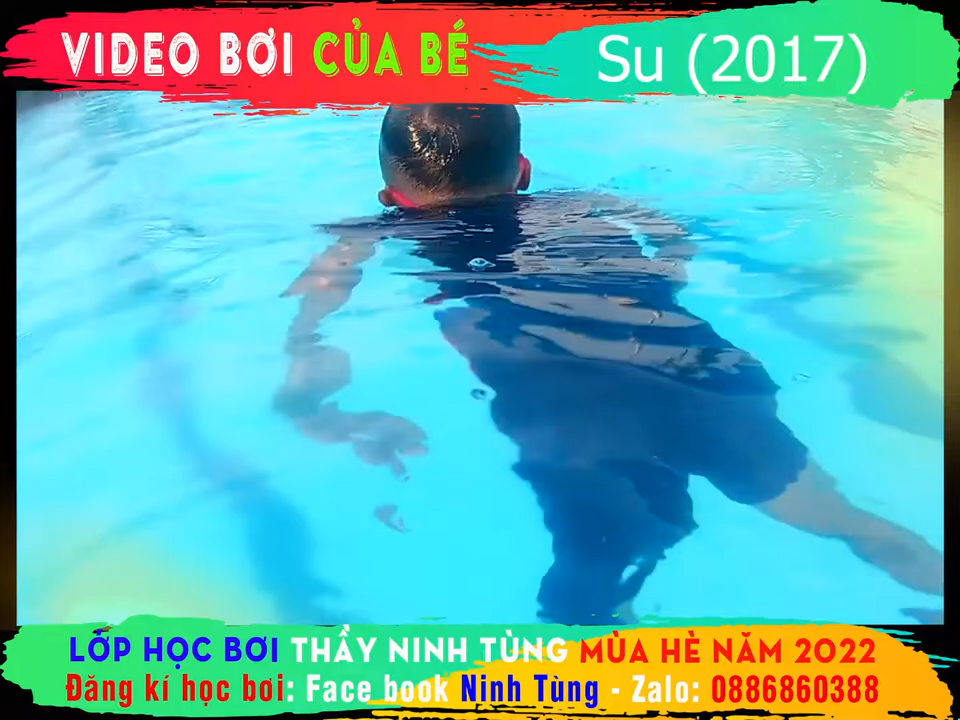 VIDEO BƠI CỦA BÉ
Su (2017)
LỚP HỌC BƠI THẦY NINH TÙNG MÙA HÈ NĂM 2022
Đăng kí học bơi: Face book Ninh Tùng - Zalo: 0886860388